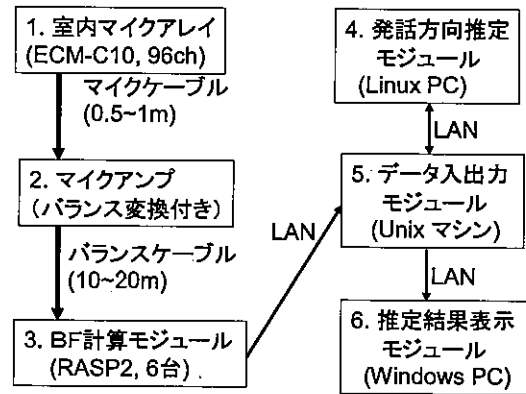 1. 室内マイクアレイ
(ECM-C10, 96ch)
マイクケーブル
(0.5~1m)
2. マイクアンプ
(バランス変換付き)
バランスケーブル
(10~20m)
3. BF計算モジュール
(RASP2, 6台)
LAN
4. 発話方向推定
モジュール
(Linux PC)
LAN
5. データ入出力
モジュール
(Unix マシン)
LAN
6. 推定結果表示
モジュール
(Windows PC)